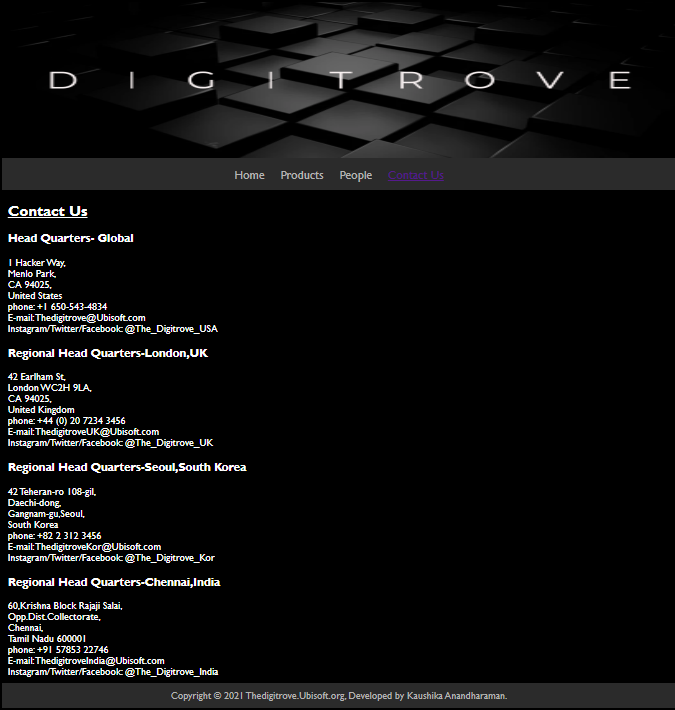 DIGITROVE
Home Products People Contact Us
Contact Us
Head Quarters- Global
1 Hacker Way,
Menlo Park,
CA 94025,
United States
phone: +1 650-543-4834
E-mail: Thedigitrove@Ubisoft.com
Instagram/Twitter/Facebook: @The_Digitrove_USA
Regional Head Quarters-London,UK
42 Earlham St,
London WC2H 9LA,
CA 94025,
United Kingdom
phone: +44 (0) 20 7234 3456
E-mail: ThedigitroveUK@Ubisoft.com
Instagram/Twitter/Facebook: @The_Digitrove_UK
Regional Head Quarters-Seoul,South Korea
42 Teheran-ro 108-gil,
Daechi-dong,
Gangnam-gu,Seoul,
South Korea
phone: +82 2 312 3456
E-mail: ThedigitroveKor@Ubisoft.com
Instagram/Twitter/Facebook: @The_Digitrove_Kor
Regional Head Quarters-Chennai,India
60,Krishna Block Rajaji Salai,
Opp.Dist.Collectorate,
Chennai,
Tamil Nadu 600001
phone: +91 57853 22746
E-mail: ThedigitroveIndia@Ubisoft.com
Instagram/Twitter/Facebook: @The_Digitrove_India
Copyright © 2021 Thedigitrove.Ubisoft.org, Developed by Kaushika Anandharaman.